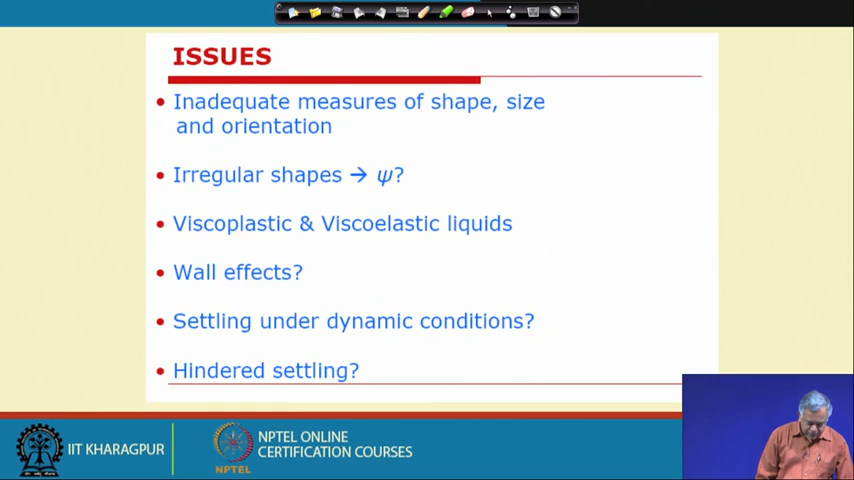 ISSUES
• Inadequate measures of shape, size
and orientation
• Irregular shapes → ψ?
• Viscoplastic & Viscoelastic liquids
• Wall effects?
• Settling under dynamic conditions?
• Hindered settling?
IIT KHARAGPUR
NPTEL
NPTEL ONLINE
CERTIFICATION COURSES